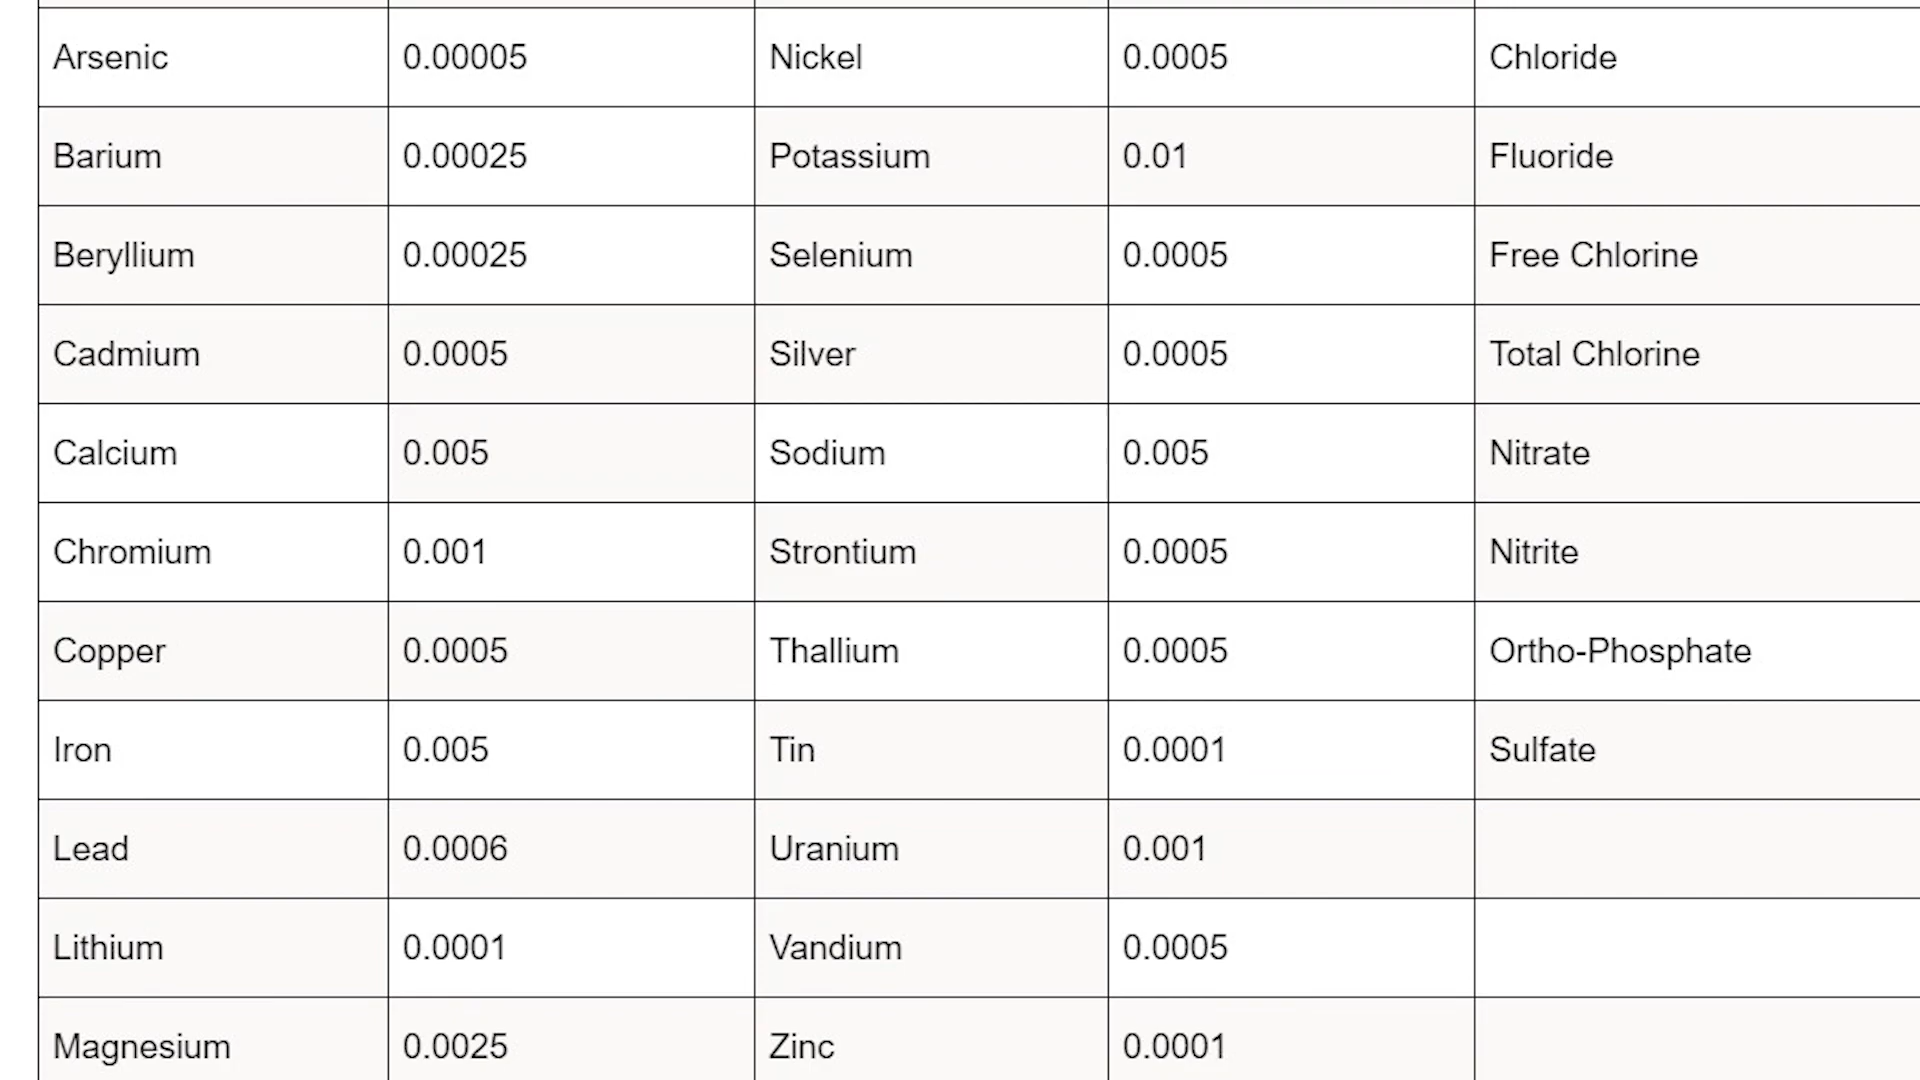 Arsenic 0.00005 Nickel 0.0005 Chloride
Barium 0.00025 Potassium 0.01 Fluoride
Beryllium 0.00025 Selenium 0.0005 Free Chlorine
Cadmium 0.0005 Silver 0.0005 Total Chlorine
Calcium 0.005 Sodium 0.005 Nitrate
Chromium 0.001 Strontium 0.0005 Nitrite
Copper 0.0005 Thallium 0.0005 Ortho-Phosphate
Iron 0.005 Tin 0.0001 Sulfate
Lead 0.0006 Uranium 0.001
Lithium 0.0001 Vandium 0.0005
Magnesium 0.0025 Zinc 0.0001